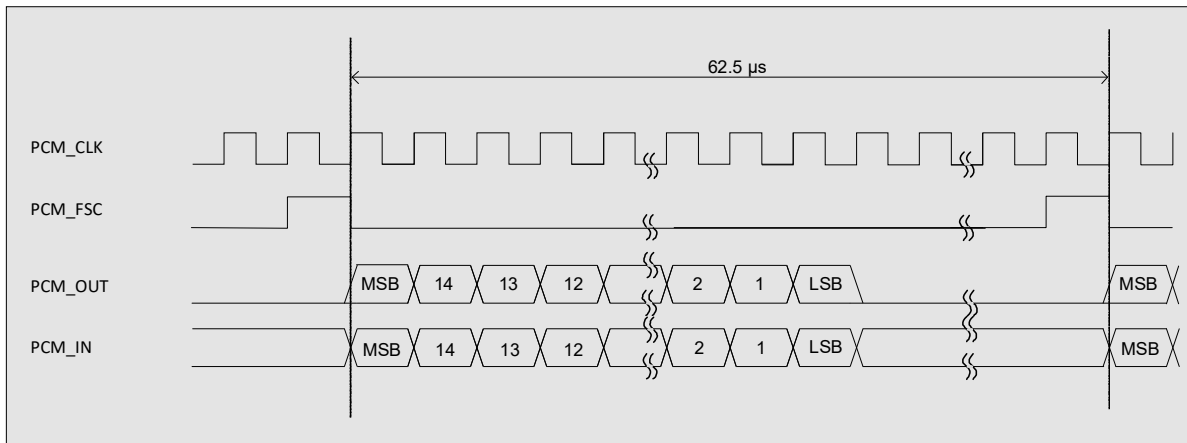 62.5 µs
PCM_CLK
PCM_FSC
PCM_OUT MSB 14 13 12 2 1 LSB MSB
PCM_IN MSB 14 13 12 2 1 LSB MSB